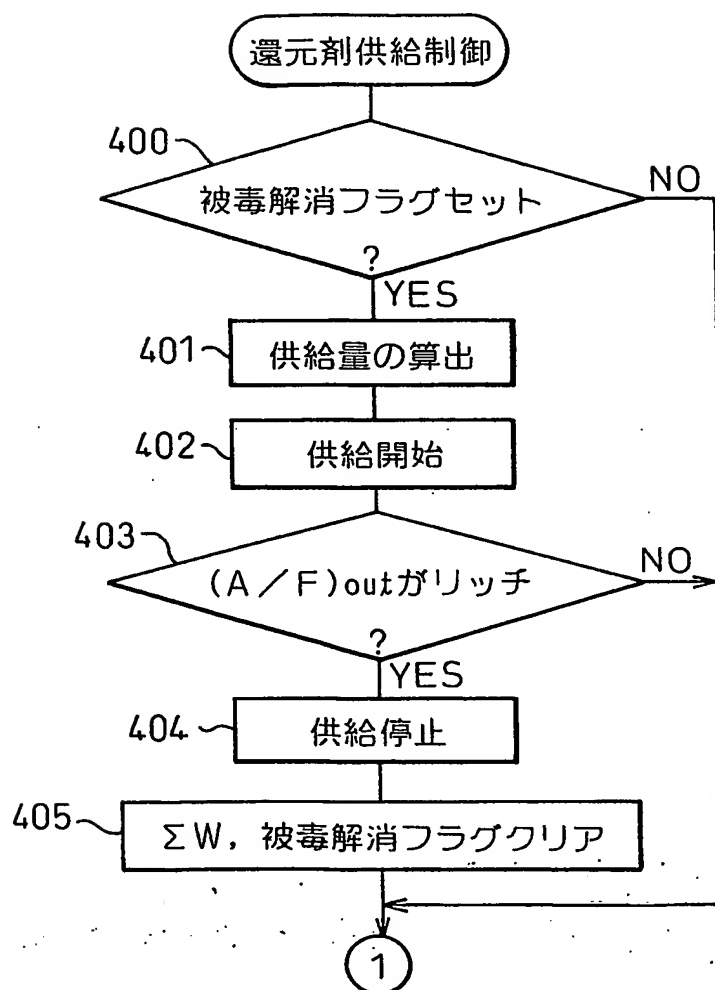 還元剤供給制御
400
被毒解消フラグセット
?
NO
YES
401
供給量の算出
402
供給開始
403
(A/F)outがリッチ
?
NO
YES
404
供給停止
405
ΣW,被毒解消フラグクリア
1